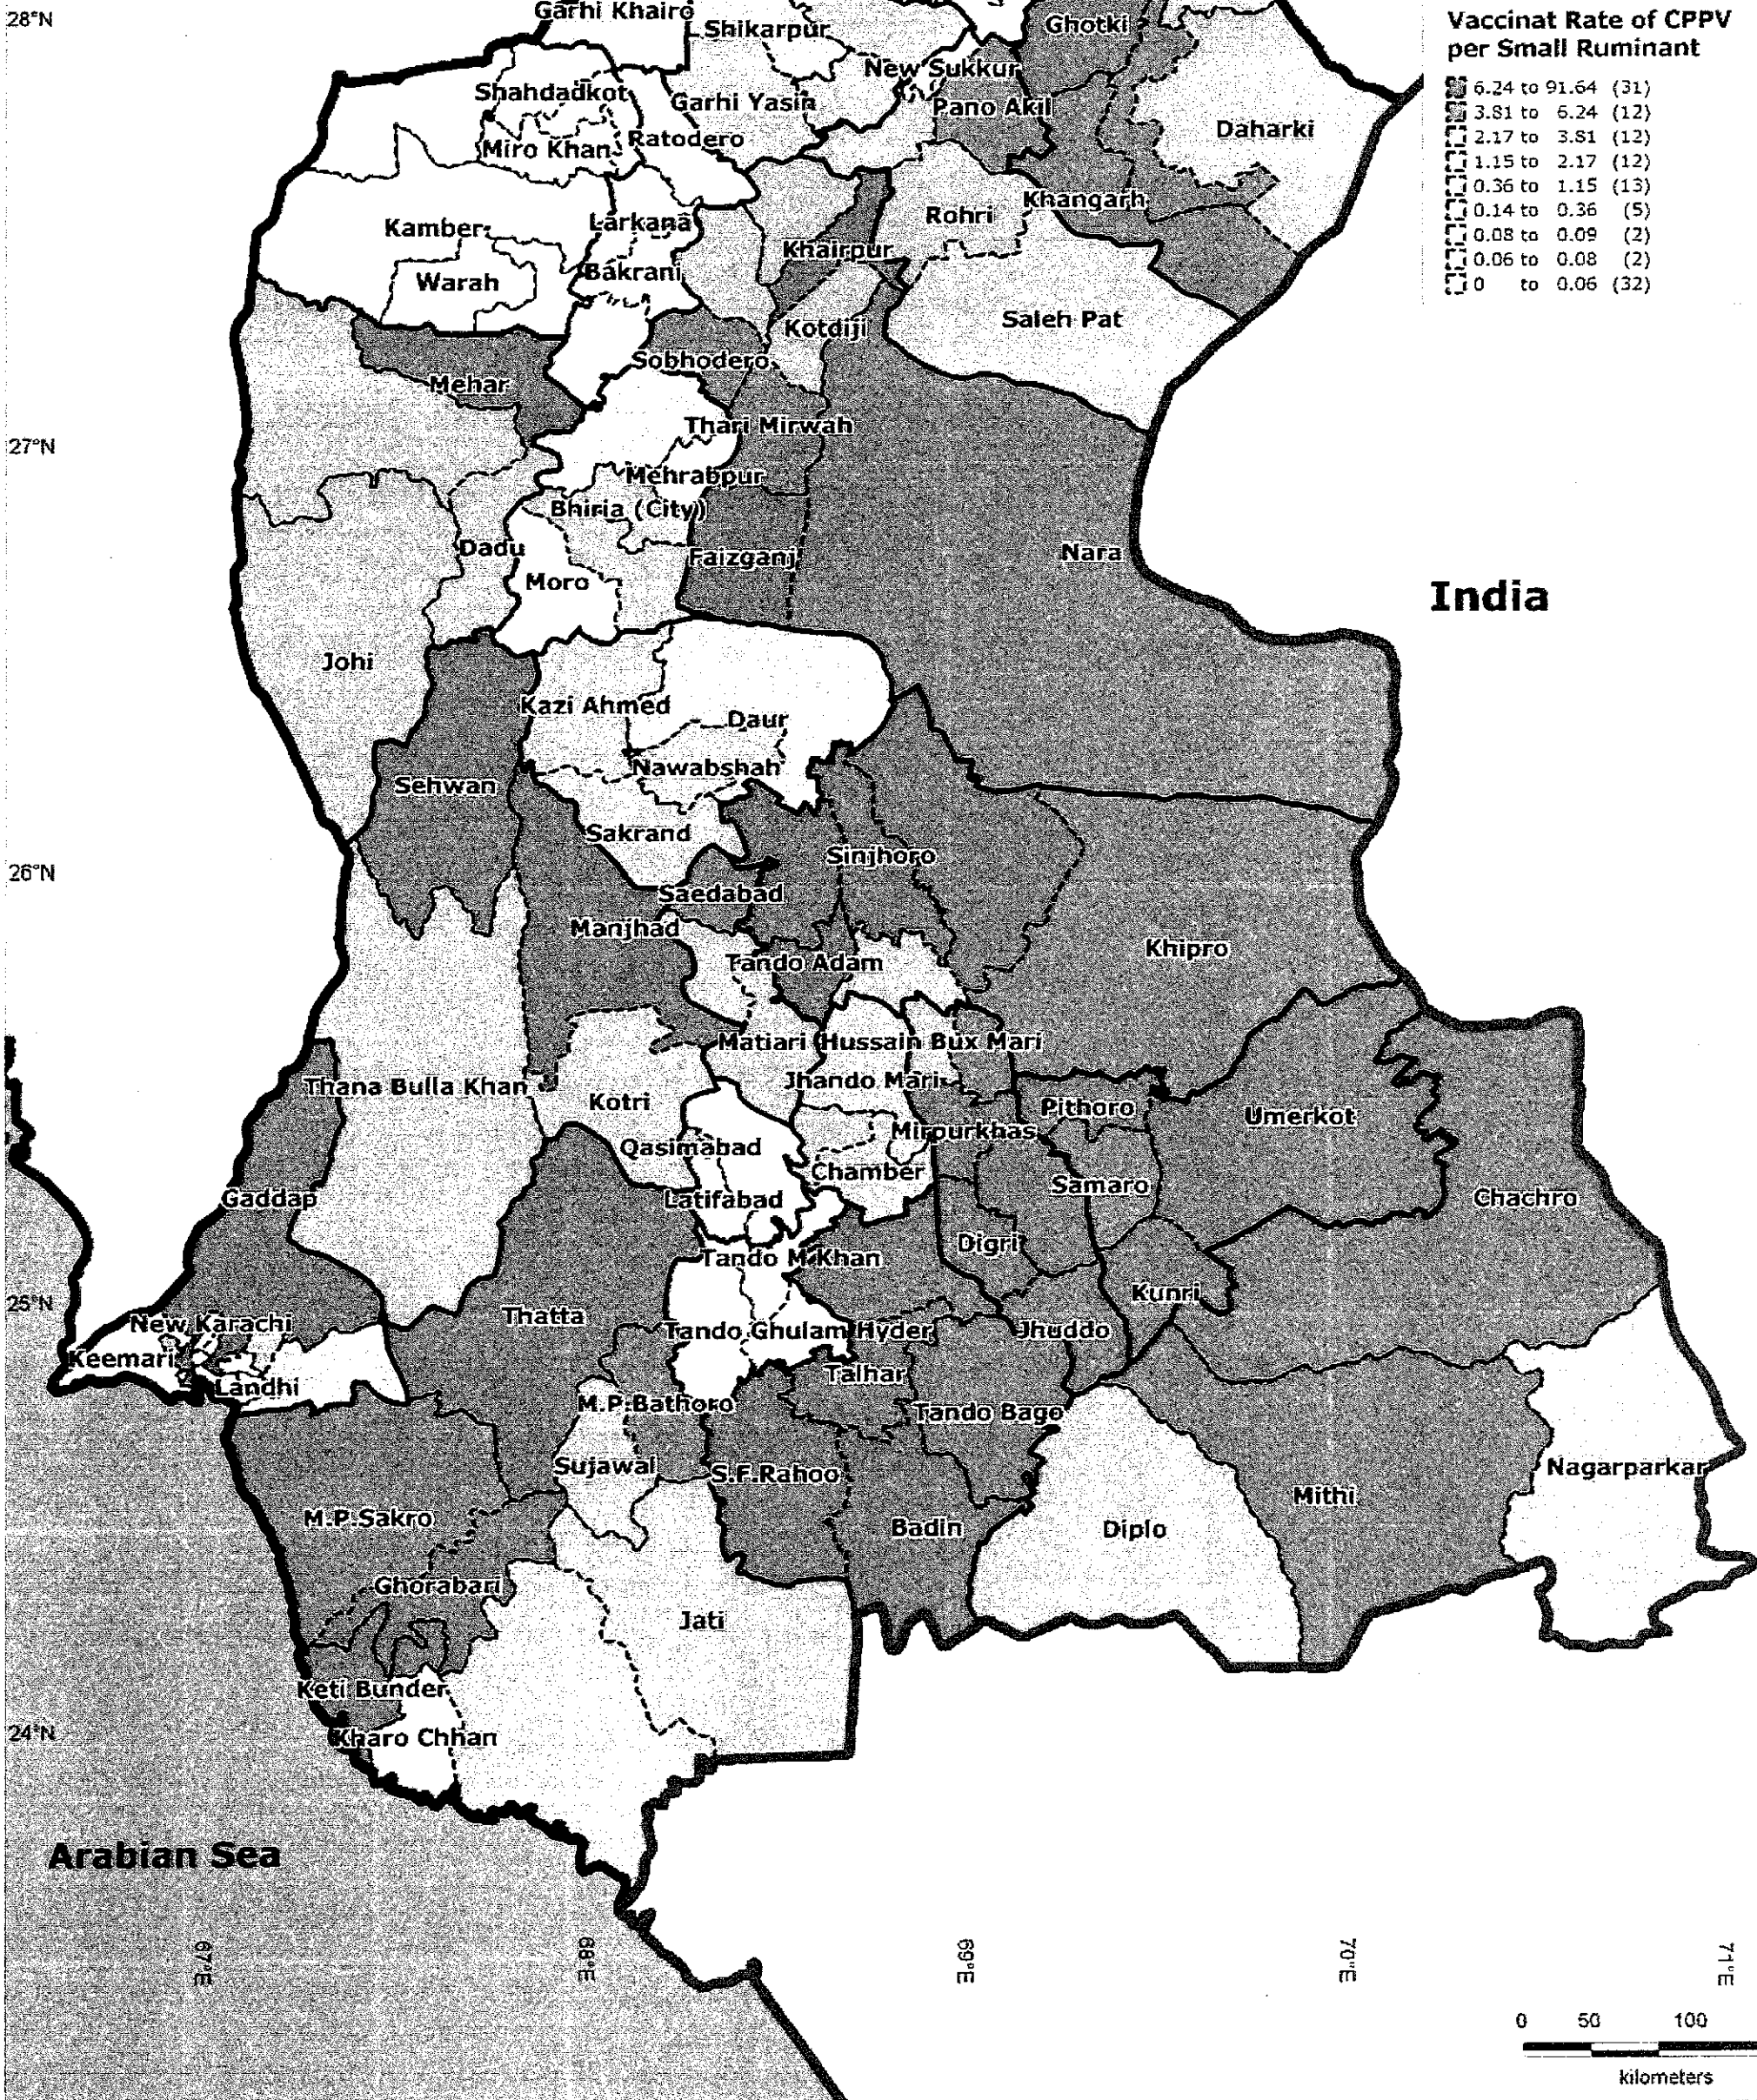 28°N
Garhi Khairo
Shikarpur
Ghotki
Vaccinat Rate of CPPV
per Small Ruminant
6.24 to 91.64 (31)
3.81 to 6.24 (12)
2.17 to 3.81 (12)
1.15 to 2.17 (12)
0.36 to 1.15 (13)
0.14 to 0.36 (5)
0.08 to 0.09 (2)
0.06 to 0.08 (2)
0 to 0.06 (32)
New Sukkur
Shahdadkot
Garhi Yasin
Pano Akil
Daharki
Ratodero
Miro Khan
Khangarh
Rohri
Larkana
Kamber
Khairpur
Bakrani
Warah
Saleh Pat
Kotdiji
Sobhodero
Mehar
Thari Mirwah
27°N
Mehrabpur
Bhiria (City)
Dadu
Faizganj
Nara
Moro
India
Johi
Kazi Ahmed
Daur
Nawabshah
Sehwan
Sakrand
Sinjhoro
26°N
Saedabad
Manjhad
Khipro
Tando Adam
Matiari
Hussain Bux Mari
Jhando Mari
Thana Bulla Khan
Kotri
Pithoro
Umerkot
Mirpurkhas
Qasimabad
Chamber
Samaro
Gaddap
Latifabad
Chachro
Digri
Tando M Khan
Kunri
25°N
Thatta
New Karachi
Tando Ghulam Hyder
Jhuddo
Keemari
Talhar
Landhi
M.P.Bathoro
Tando Bago
Sujawal
S.F.Rahoo
Nagarparkar
Mithi
M.P.Sakro
Badin
Diplo
Ghorabari
Jati
Keti Bunder
24°N
Kharo Chhan
Arabian Sea
67°E
68°E
69°E
70°E
71°E
0 50 100
kilometers